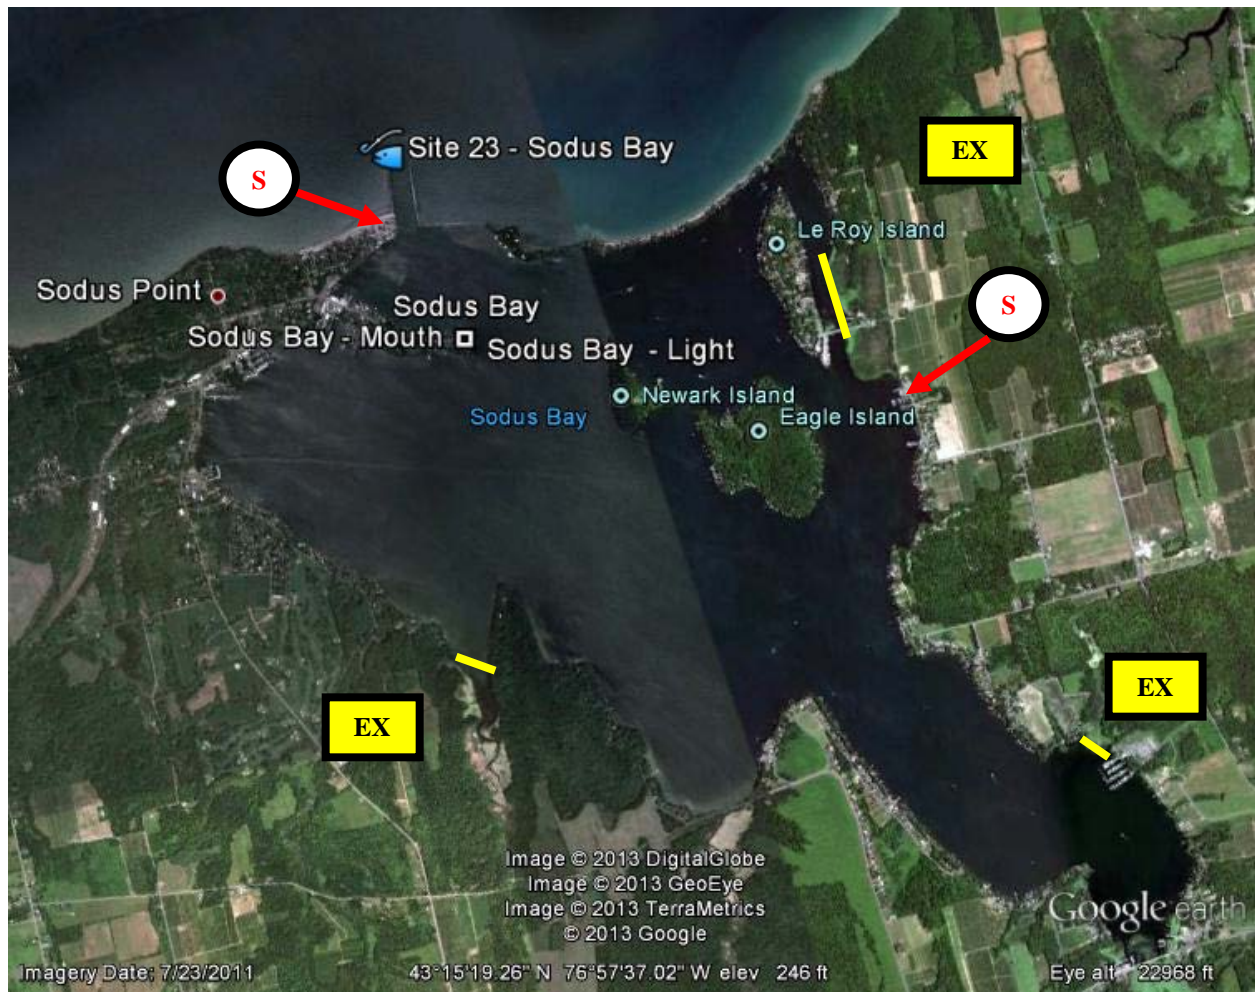 Site 23 - Sodus Bay
EX
S
Le Roy Island
Sodus Point
Sodus Bay
S
Sodus Bay - Mouth
Sodus Bay - Light
Newark Island
Sodus Bay
Eagle Island
EX
EX
Image © 2013 DigitalGlobe
Image © 2013 GeoEye
Image © 2013 TerraMetrics
© 2013 Google
Google earth
Imagery Date: 7/23/2011
43°15'19.26" N 76°57'37.02" W elev 246 ft
Eye alt 22968 ft